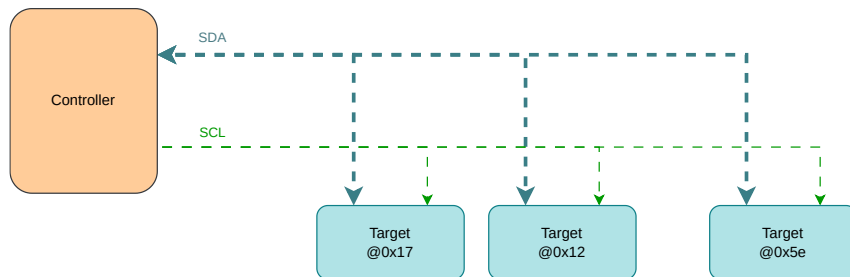 SDA
Controller
SCL
Target
@0x17
Target
@0x12
Target
@0x5e